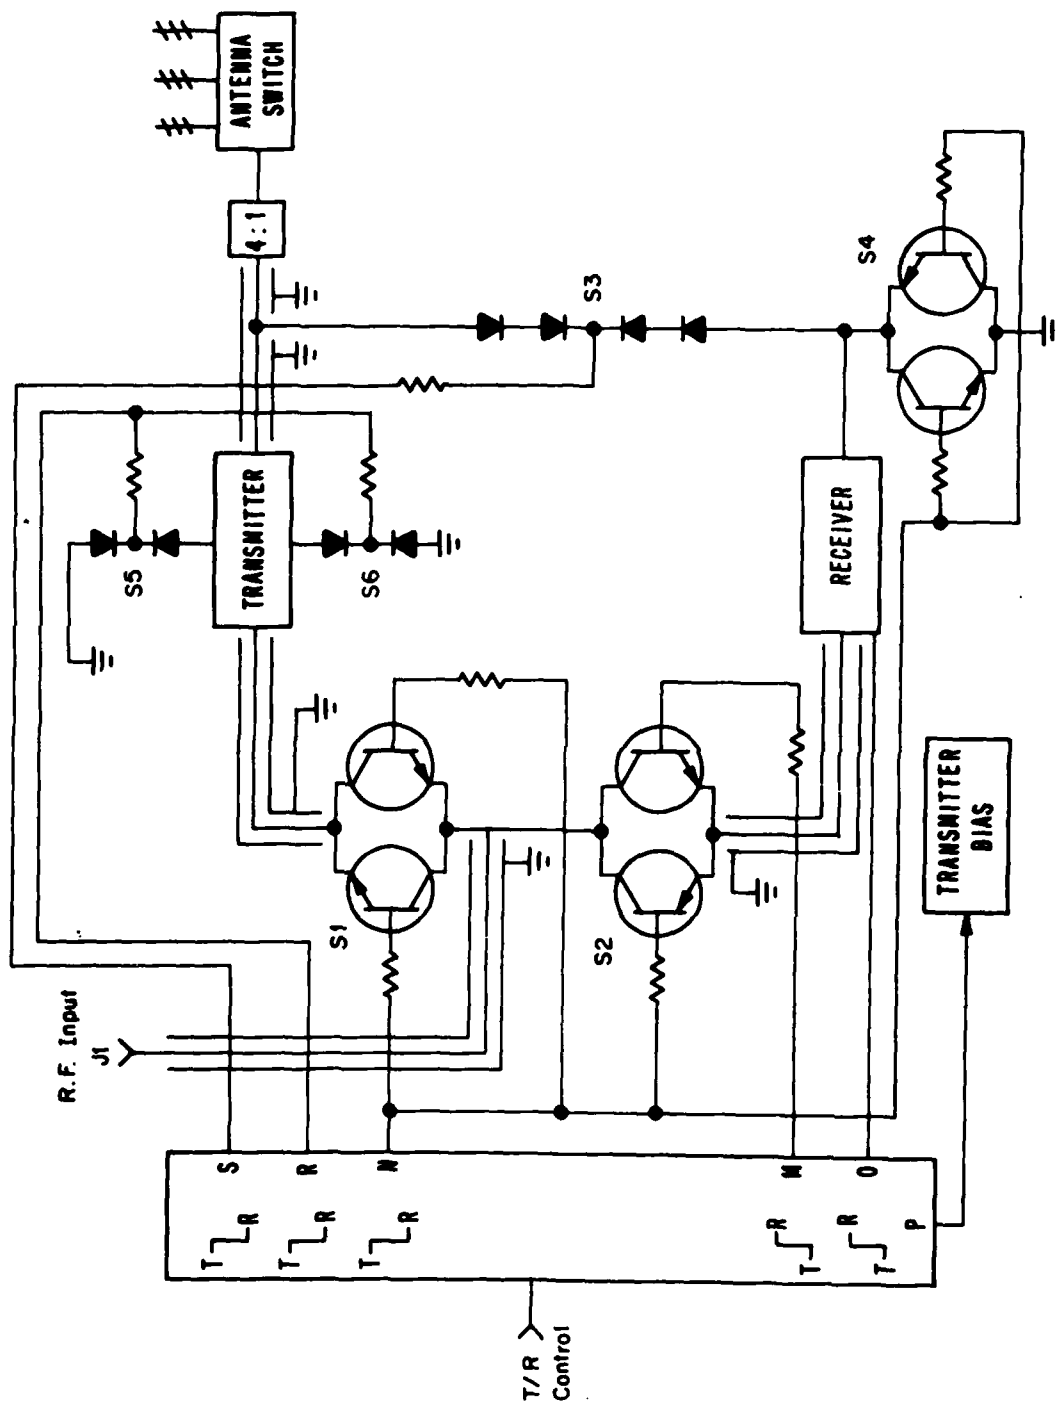 ANTENNA
SWITCH
4:1
S3
S4
S5
TRANSMITTER
S6
RECEIVER
S1
S2
TRANSMITTER
BIAS
R.F. Input
J1
S
R
N
M
O
P
T
R
T
R
T
R
T
R
T
R
T/R
Control